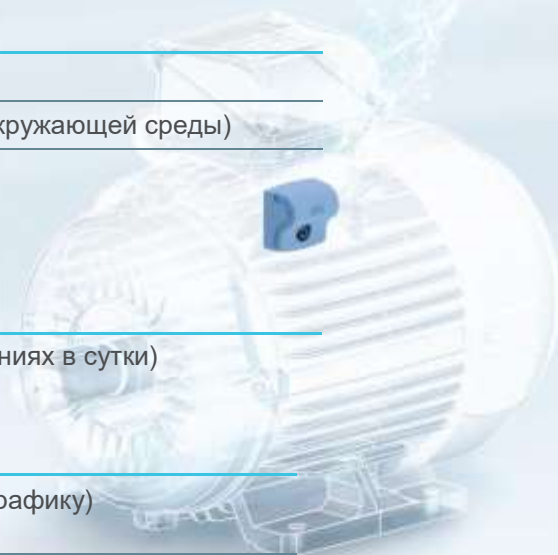 кружающей среды)
ниях в сутки)
рафику)